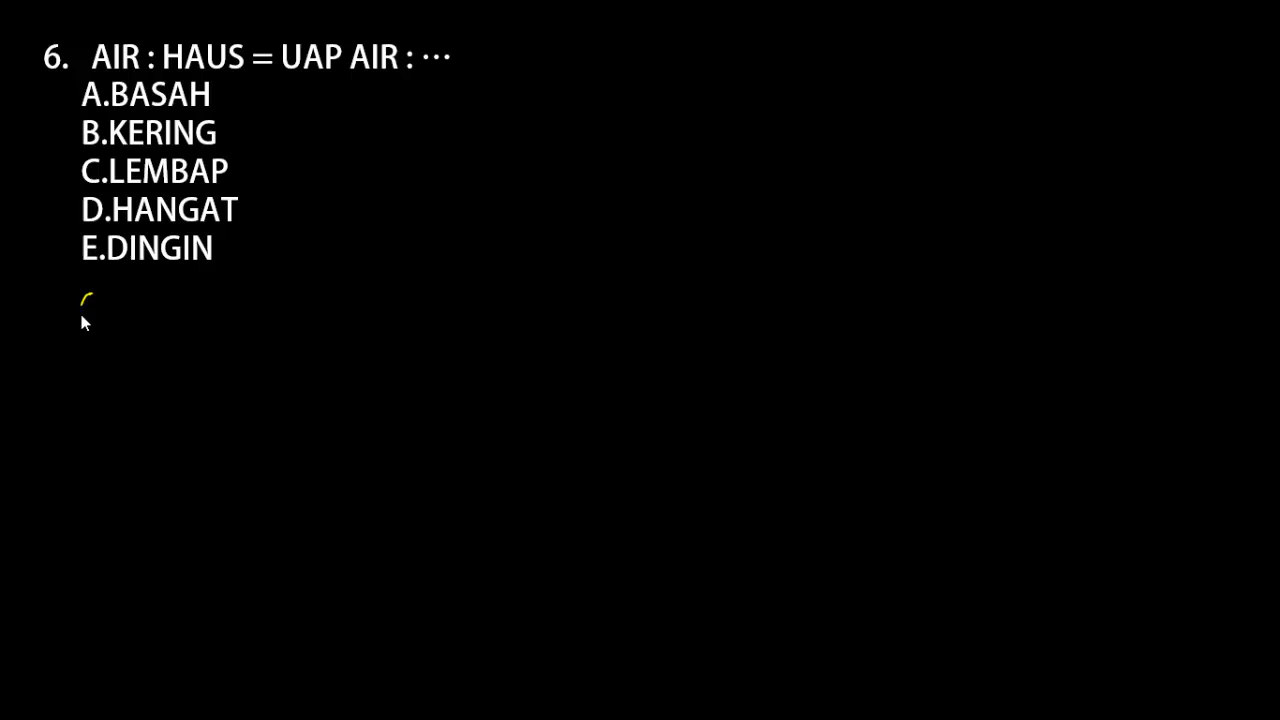 6. AIR : HAUS = UAP AIR : ···
A.BASAH
B.KERING
C.LEMBAP
D.HANGAT
E.DINGIN